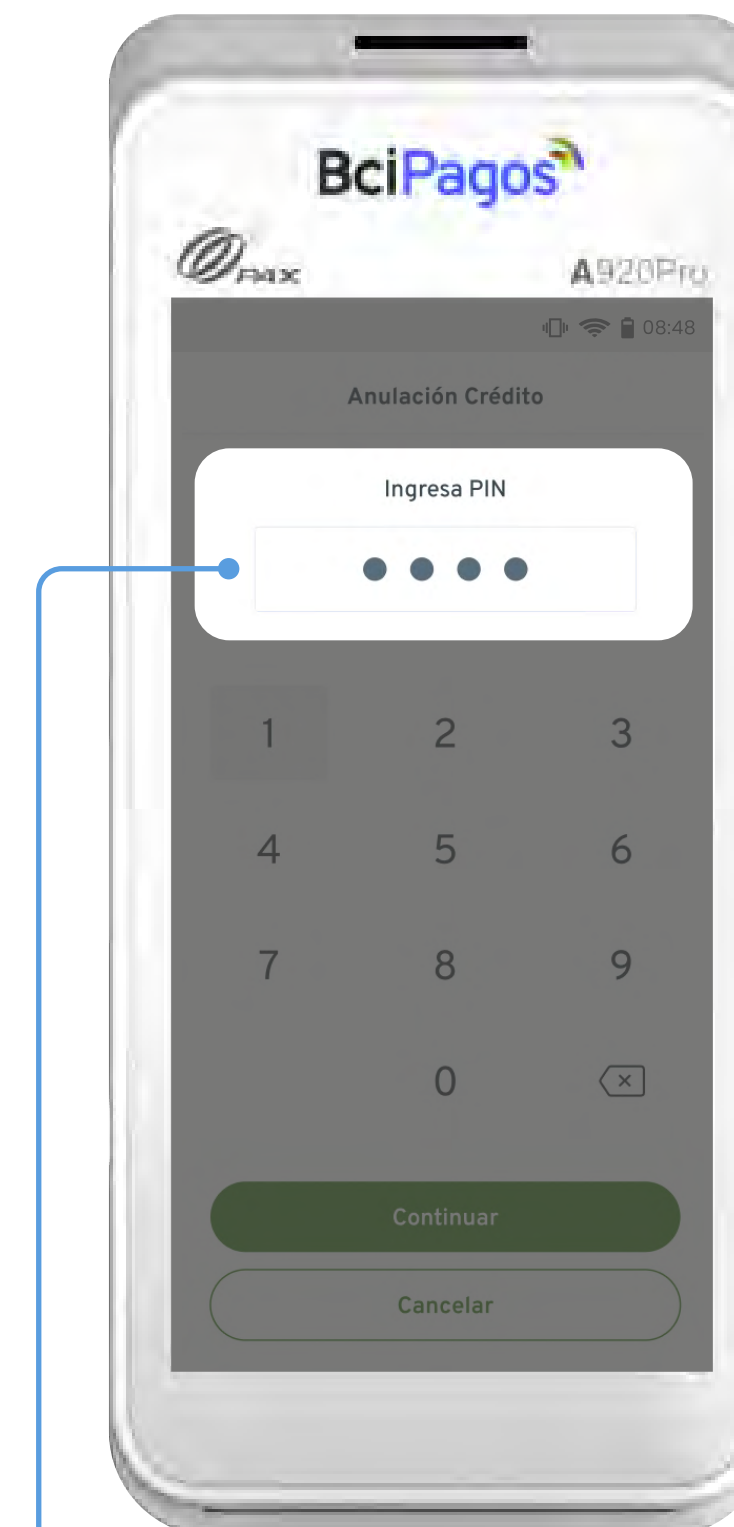 BciPagos
PAX
A920Pro
08:48
Anulación Crédito
Ingresa PIN
1 2 3
4 5 6
7 8 9
0
Continuar
Cancelar